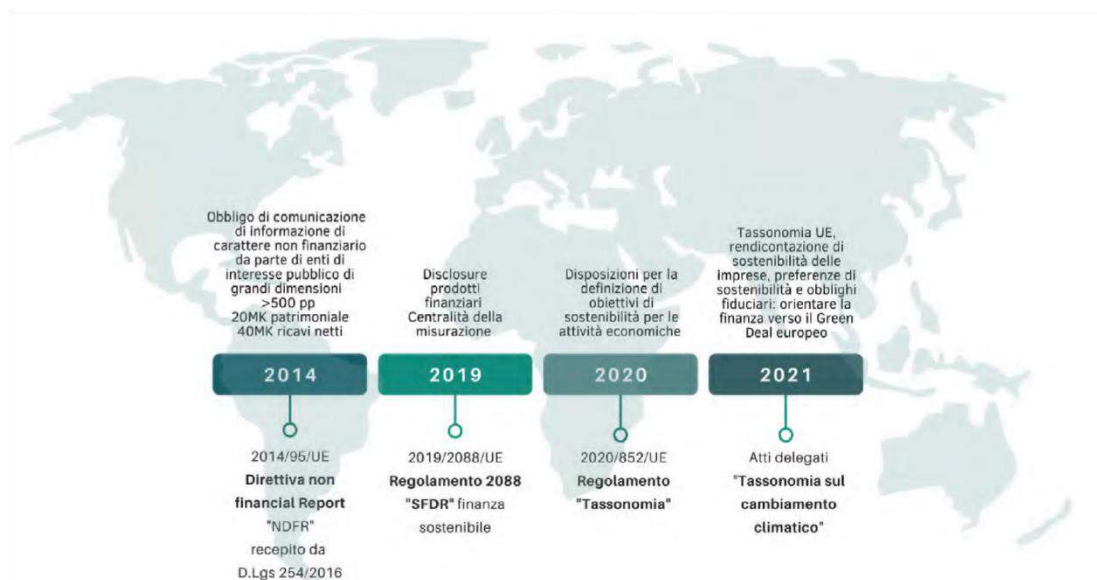 Obbligo di comunicazione
di informazione di
carattere non finanziario
da parte di enti di
interesse pubblico di
grandi dimensioni
>500 pp
20MK patrimoniale
40MK ricavi netti
2014
2014/95/UE
Direttiva non
financial Report
"NDFR"
recepito da
D.Lgs 254/2016
Disclosure
prodotti
finanziari
Centralità della
misurazione
2019
2019/2088/UE
Regolamento 2088
"SFDR" finanza
sostenibile
Disposizioni per la
definizione di
obiettivi di
sostenibilità per le
attività economiche
2020
2020/852/UE
Regolamento
"Tassonomia"
Tassonomia UE,
rendicontazione di
sostenibilità delle
imprese, preferenze di
sostenibilità e obblighi
fiduciari: orientare la
finanza verso il Green
Deal europeo
2021
Atti delegati
"Tassonomia sul
cambiamento
climatico"